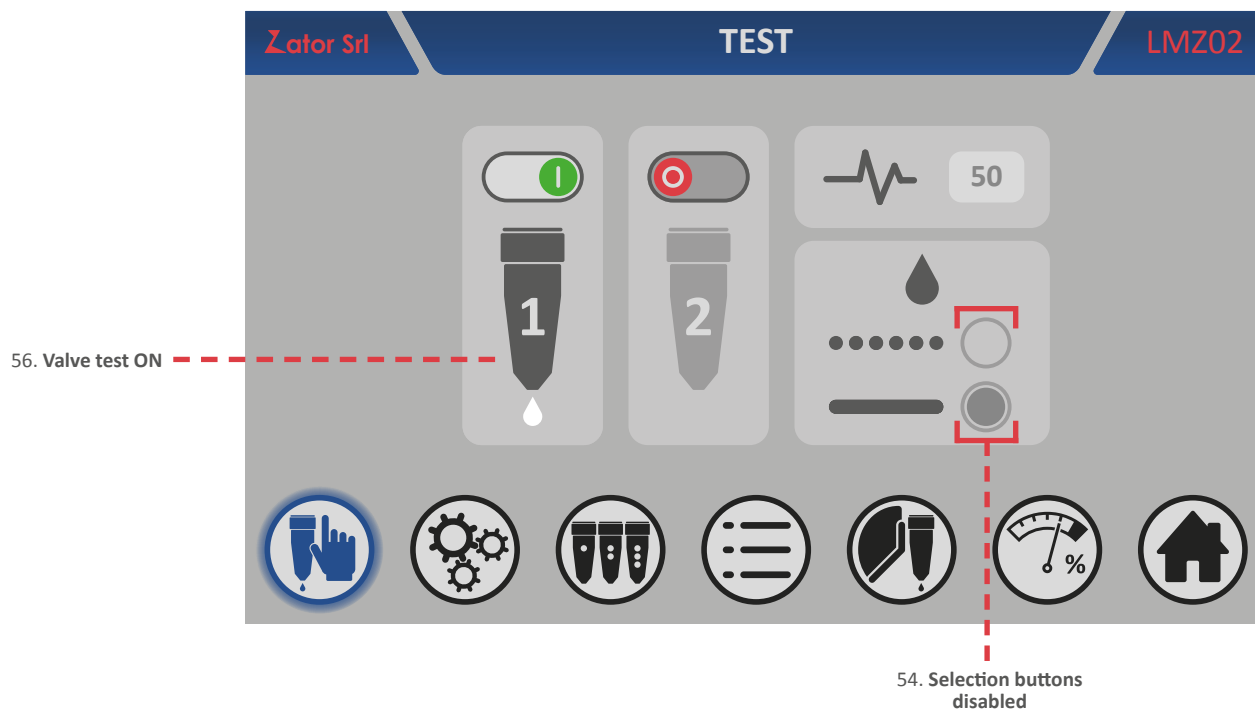 Zator Srl
TEST
LMZ02
50
1
2
56. Valve test ON
%
54. Selection buttons
disabled